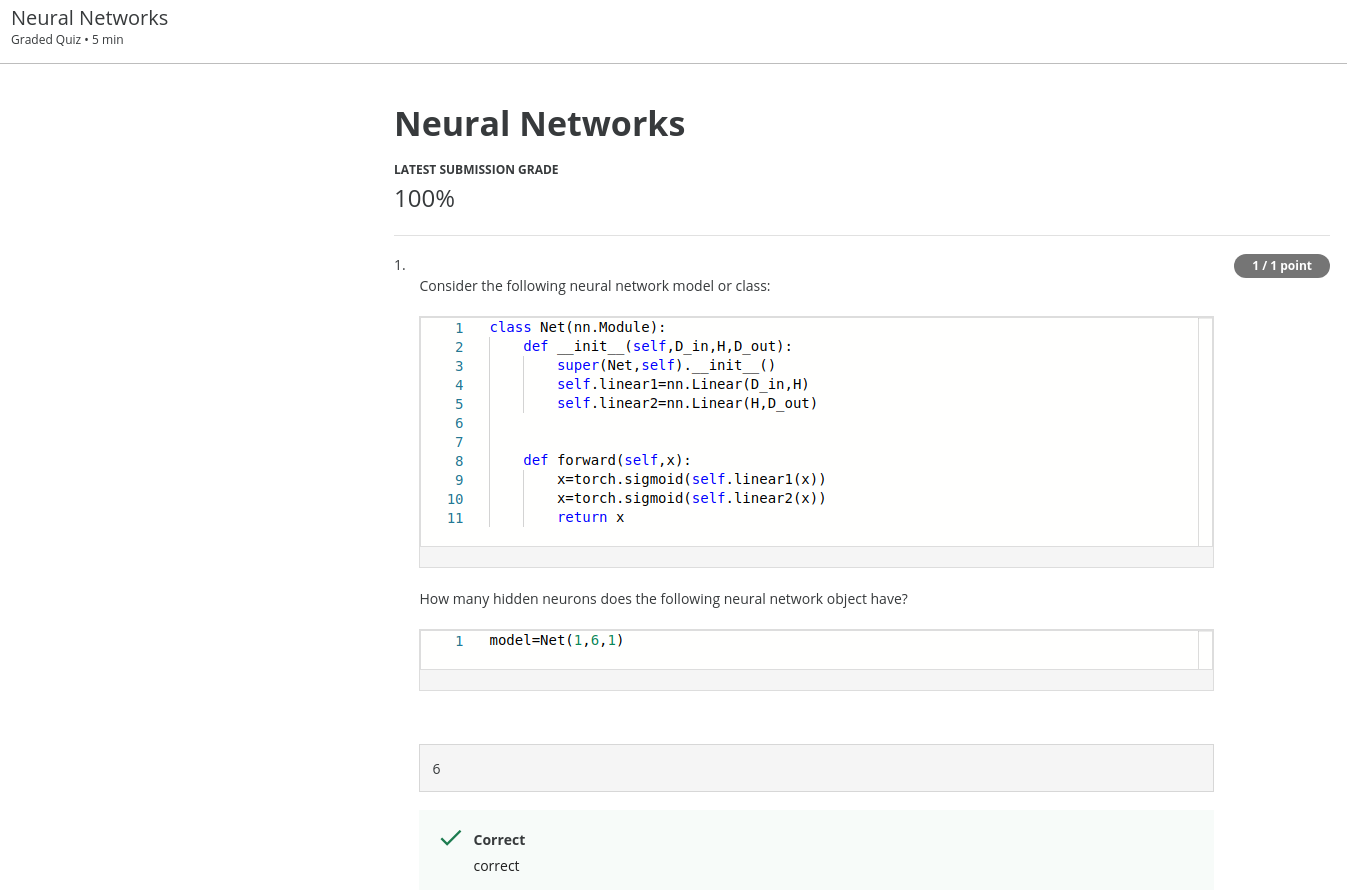 Neural Networks
Graded Quiz • 5 min
Neural Networks
LATEST SUBMISSION GRADE
100%
1.
1 / 1 point
Consider the following neural network model or class:
1 class Net(nn.Module):
2     def __init__(self,D_in,H,D_out):
3         super(Net,self).__init__()
4         self.linear1=nn.Linear(D_in,H)
5         self.linear2=nn.Linear(H,D_out)
6
7
8     def forward(self,x):
9         x=torch.sigmoid(self.linear1(x))
10         x=torch.sigmoid(self.linear2(x))
11         return x
How many hidden neurons does the following neural network object have?
1 model=Net(1,6,1)
6
Correct
correct